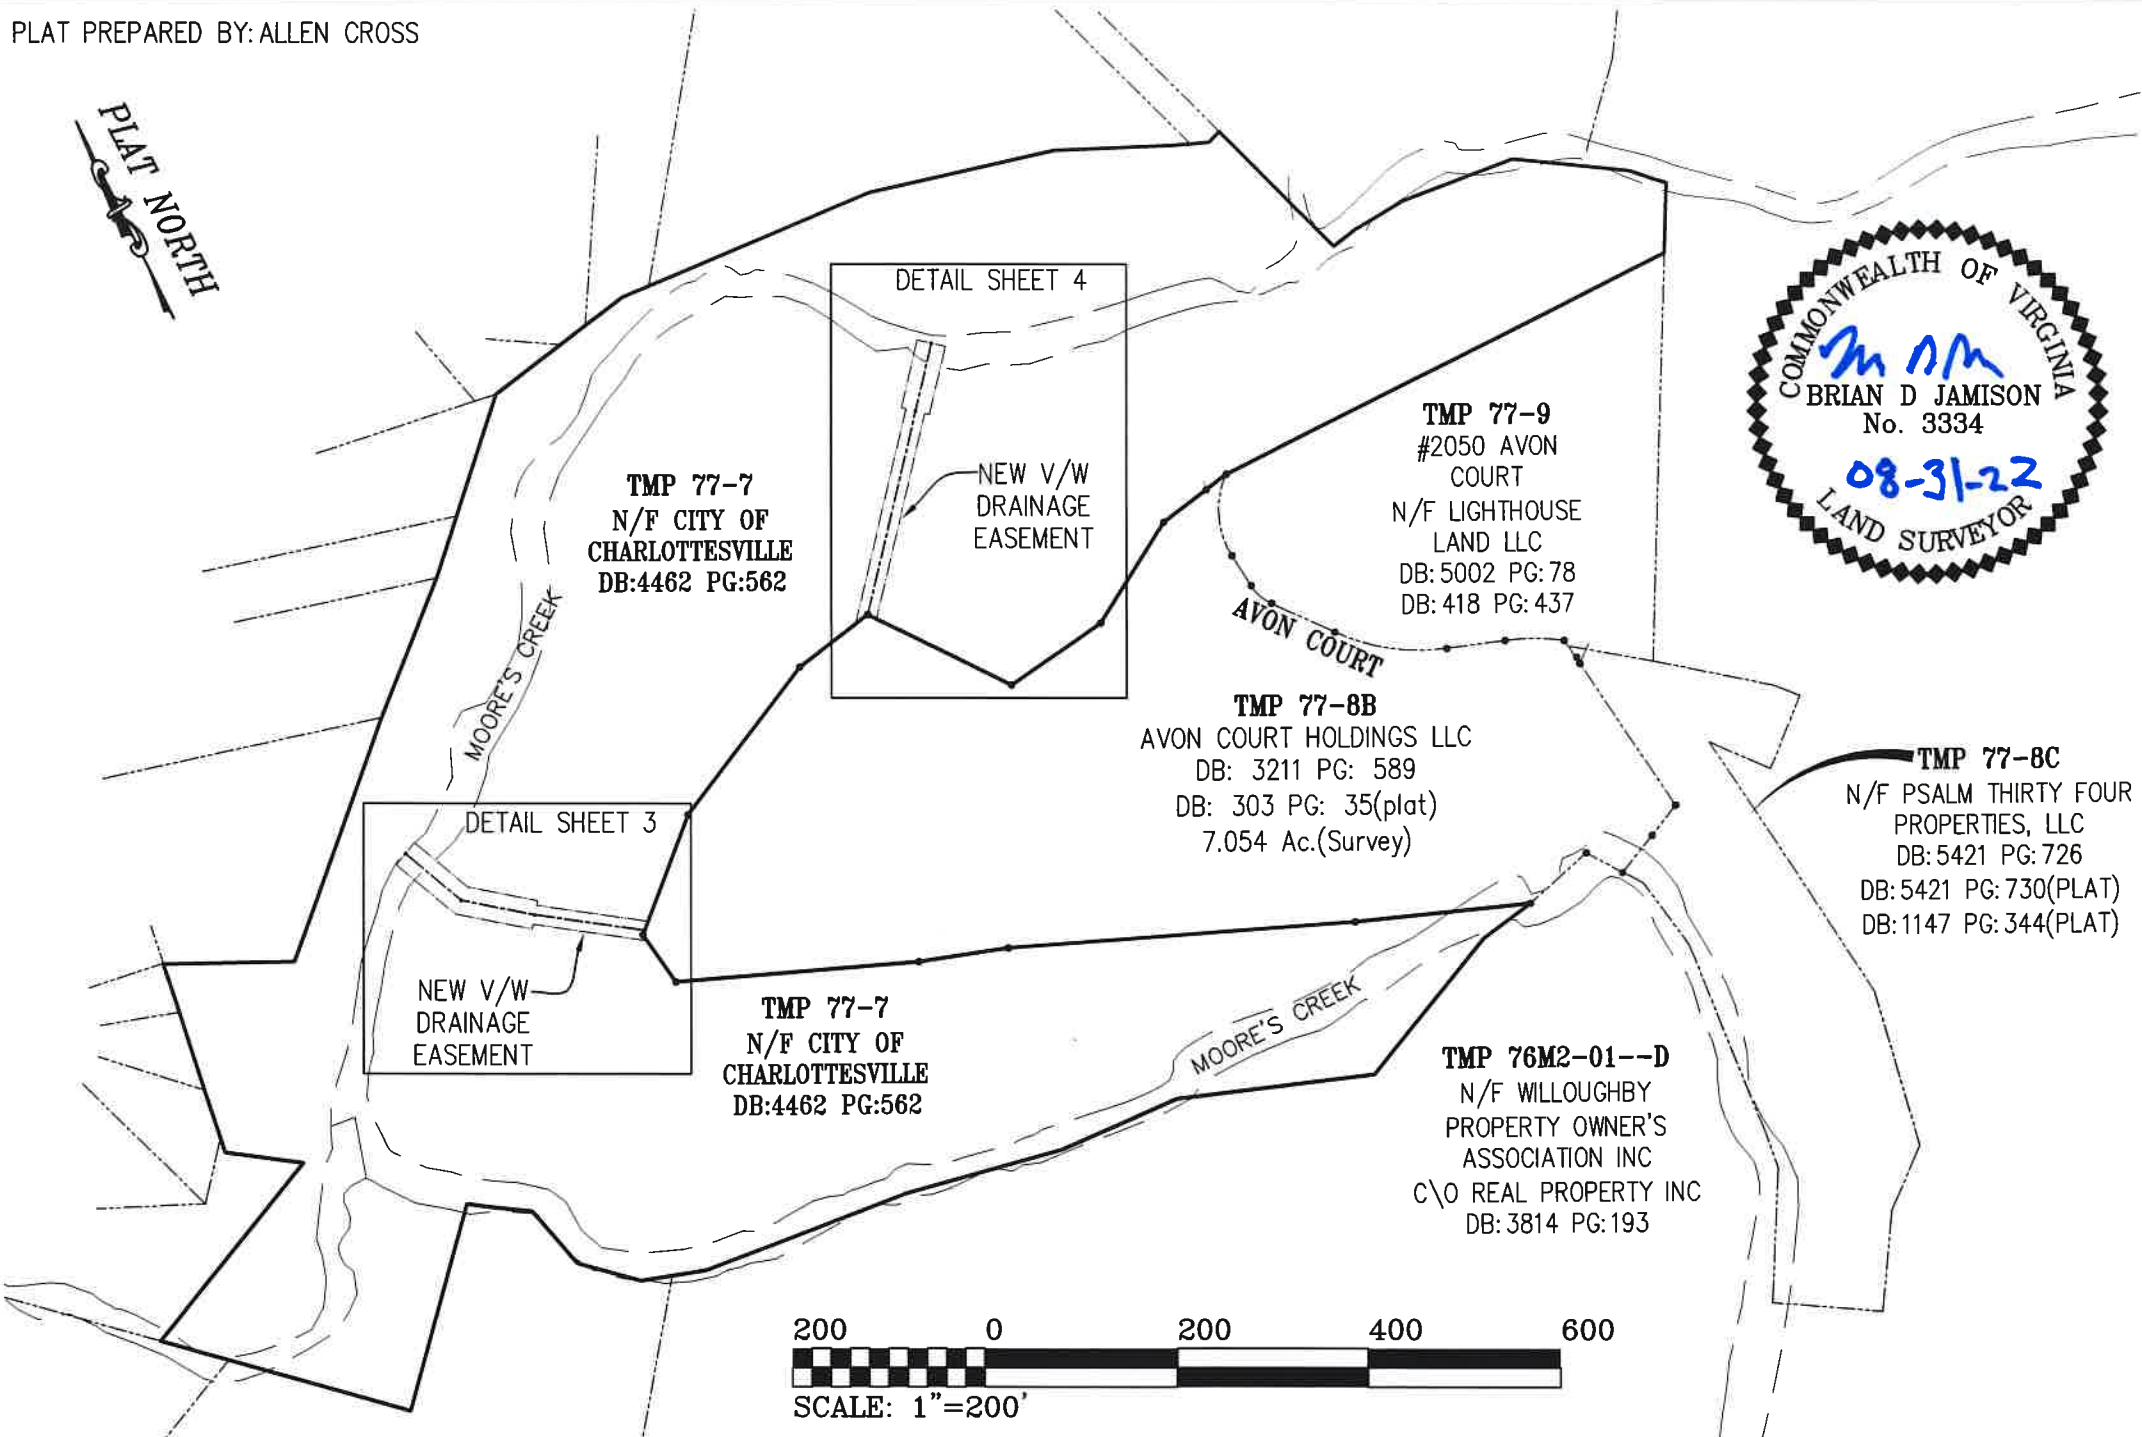 PLAT PREPARED BY: ALLEN CROSS
PLAT NORTH
DETAIL SHEET 4
COMMONWEALTH OF VIRGINIA
BRIAN D JAMISON
No. 3334
08-31-22
LAND SURVEYOR
TMP 77-7
N/F CITY OF
CHARLOTTESVILLE
DB:4462 PG:562
NEW V/W
DRAINAGE
EASEMENT
TMP 77-9
#2050 AVON
COURT
N/F LIGHTHOUSE
LAND LLC
DB: 5002 PG: 78
DB: 418 PG: 437
AVON COURT
MOORE'S CREEK
TMP 77-8B
AVON COURT HOLDINGS LLC
DB: 3211 PG: 589
DB: 303 PG: 35(plat)
7.054 Ac.(Survey)
TMP 77-8C
N/F PSALM THIRTY FOUR
PROPERTIES, LLC
DB: 5421 PG: 726
DB: 5421 PG: 730(PLAT)
DB: 1147 PG: 344(PLAT)
DETAIL SHEET 3
NEW V/W
DRAINAGE
EASEMENT
TMP 77-7
N/F CITY OF
CHARLOTTESVILLE
DB:4462 PG:562
MOORE'S CREEK
TMP 76M2-01--D
N/F WILLOUGHBY
PROPERTY OWNER'S
ASSOCIATION INC
C\O REAL PROPERTY INC
DB: 3814 PG: 193
200 0 200 400 600
SCALE: 1"=200'